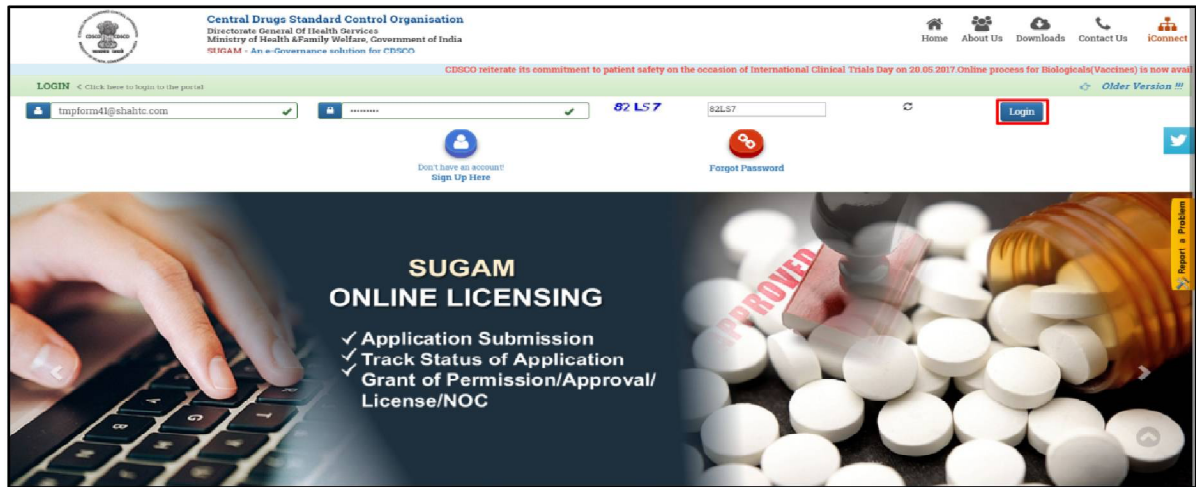 Central Drugs Standard Control Organisation
Directorate General Of Health Services
Ministry of Health &Family Welfare, Government of India
SUGAM - An e-Governance solution for CDSCO
Home About Us Downloads Contact Us iConnect
CDSCO reiterate its commitment to patient safety on the occasion of International Clinical Trials Day on 20.05.2017.Online process for Biologicals(Vaccines) is now avail
LOGIN < Click here to login to the portal
Older Version !!!
tmpform41@shahtc.com ......... 82 LS7 82LS7 Login
Don't have an account!
Sign Up Here
Forgot Password
Report a Problem
SUGAM
ONLINE LICENSING
✓ Application Submission
✓ Track Status of Application
✓ Grant of Permission/Approval/
License/NOC
APPROVED